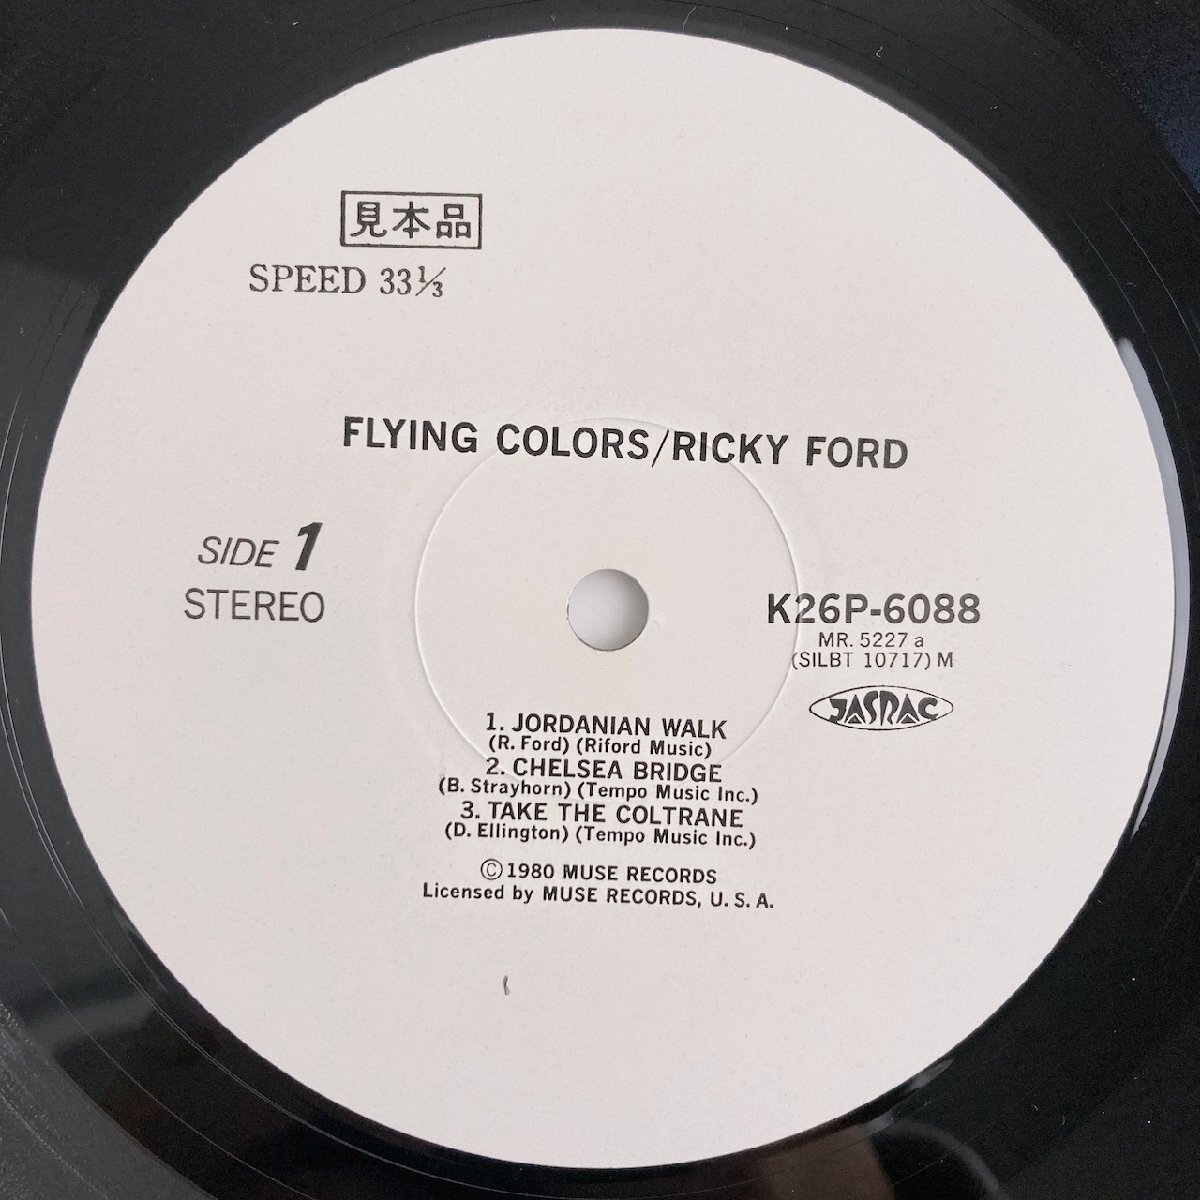 見本品
SPEED 33⅓
FLYING COLORS/RICKY FORD
SIDE 1
STEREO
K26P-6088
MR. 5227 a
(SILBT 10717) M
JASRAC
1. JORDANIAN WALK
(R. Ford) (Riford Music)
2. CHELSEA BRIDGE
(B. Strayhorn) (Tempo Music Inc.)
3. TAKE THE COLTRANE
(D. Ellington) (Tempo Music Inc.)
Ⓒ1980 MUSE RECORDS
Licensed by MUSE RECORDS, U. S. A.